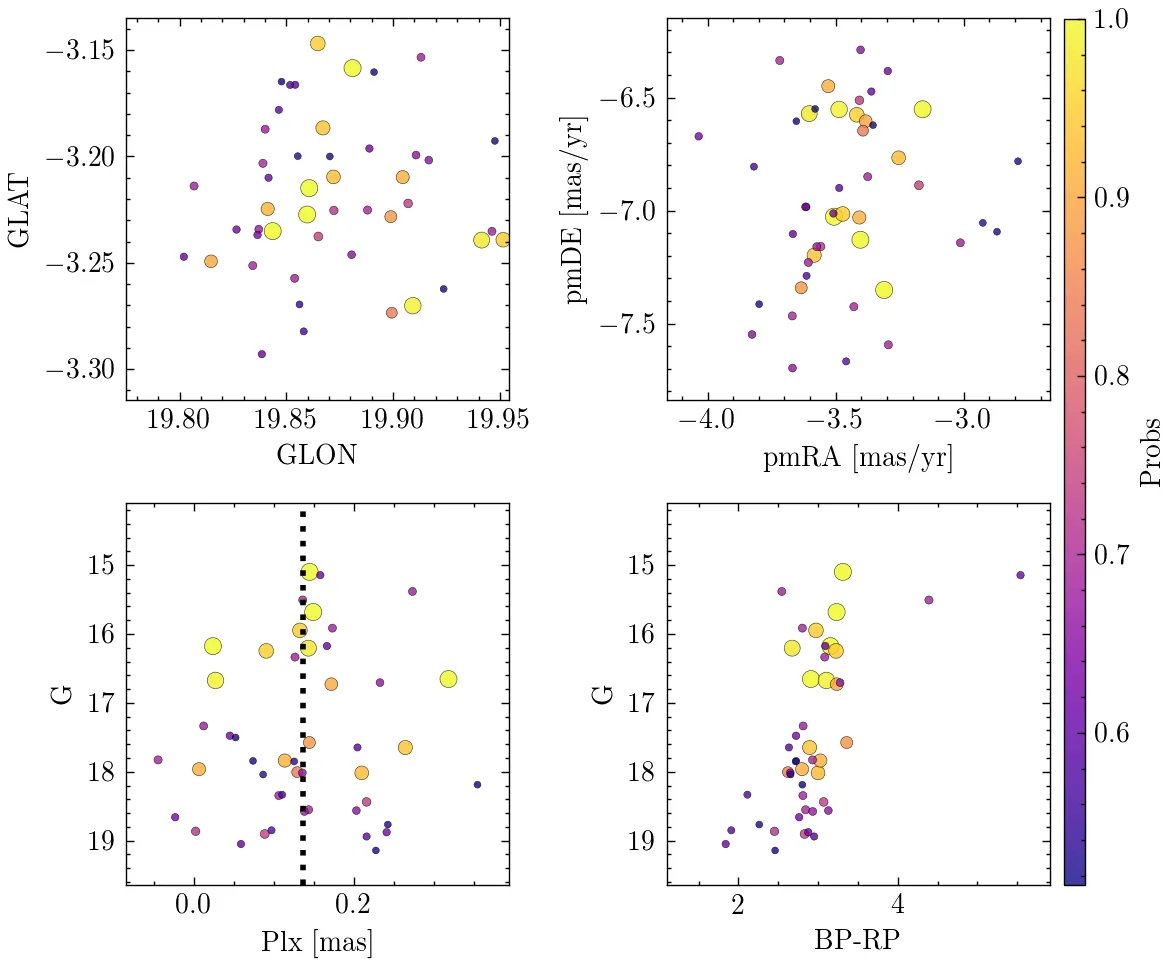 −3.15
−3.20
−3.25
−3.30
GLAT
19.80 19.85 19.90 19.95
GLON
−6.5
−7.0
−7.5
pmDE [mas/yr]
−4.0 −3.5 −3.0
pmRA [mas/yr]
15
16
17
18
19
G
0.0 0.2
Plx [mas]
15
16
17
18
19
G
2 4
BP-RP
1.0
0.9
0.8
0.7
0.6
Probs